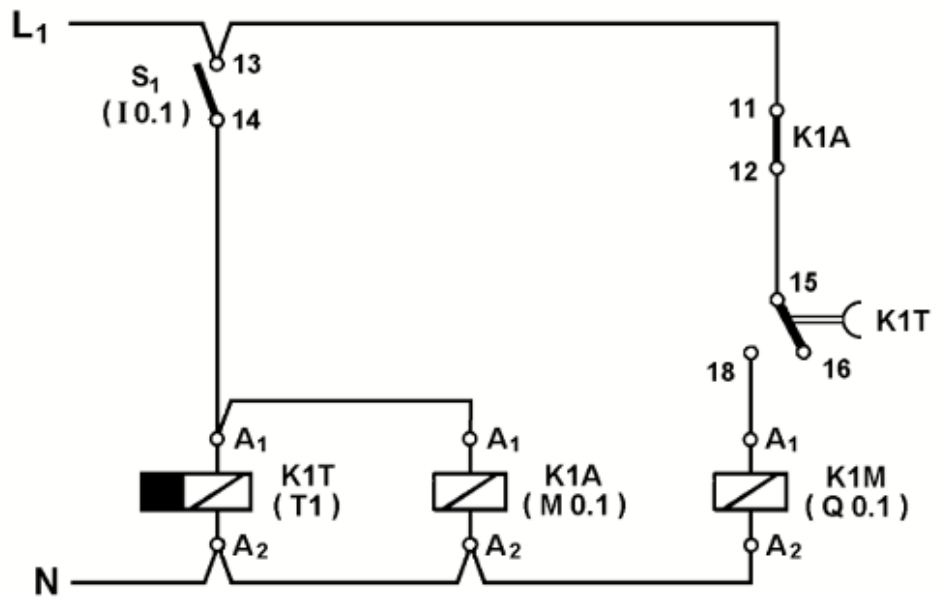 L1
13
S1
(I 0.1)
14
11
K1A
12
15
K1T
18
16
A1
A1
A1
K1T
(T1)
K1A
(M 0.1)
K1M
(Q 0.1)
A2
A2
A2
N